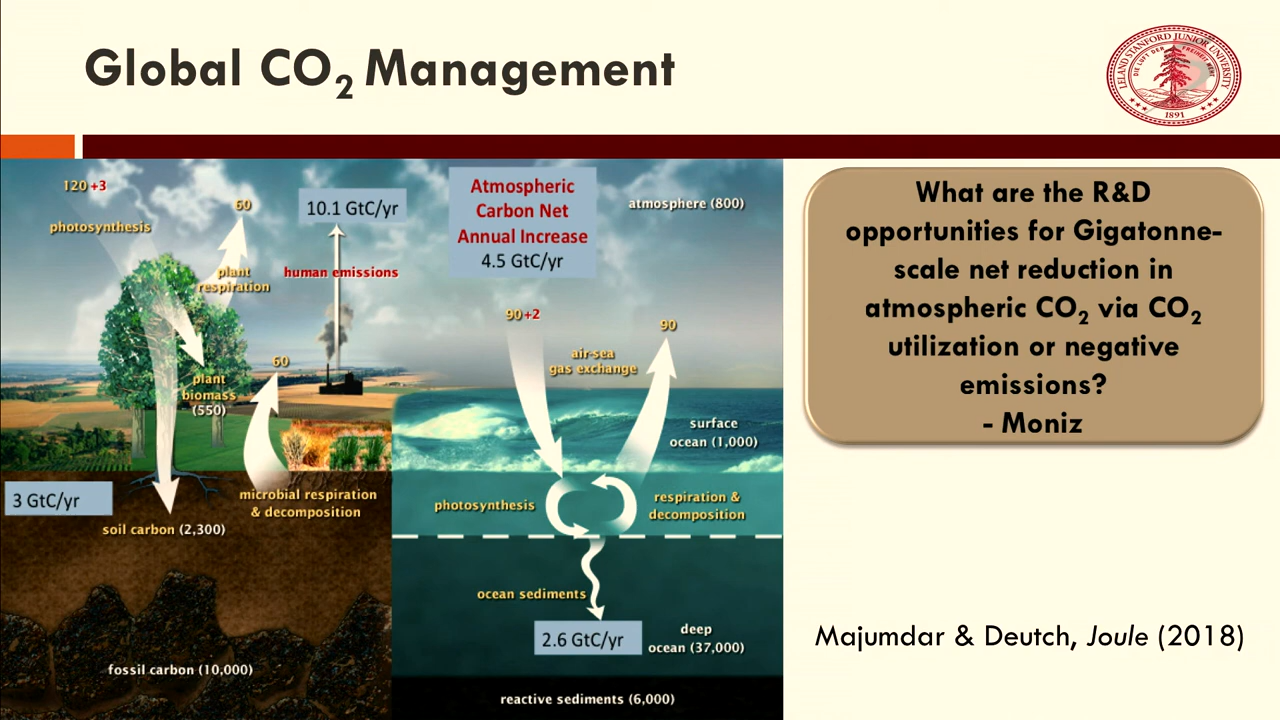 Global CO₂ Management
LELAND STANFORD JUNIOR UNIVERSITY
DIE LUFT DER FREIHEIT WEHT
1891
120 +3
photosynthesis
60
plant
respiration
10.1 GtC/yr
human emissions
plant
biomass
(550)
60
3 GtC/yr
microbial respiration
& decomposition
soil carbon (2,300)
fossil carbon (10,000)
Atmospheric
Carbon Net
Annual Increase
4.5 GtC/yr
atmosphere (800)
90+2
90
air-sea
gas exchange
surface
ocean (1,000)
photosynthesis
respiration &
decomposition
ocean sediments
2.6 GtC/yr
deep
ocean (37,000)
reactive sediments (6,000)
What are the R&D
opportunities for Gigatonne-
scale net reduction in
atmospheric CO₂ via CO₂
utilization or negative
emissions?
- Moniz
Majumdar & Deutch, Joule (2018)